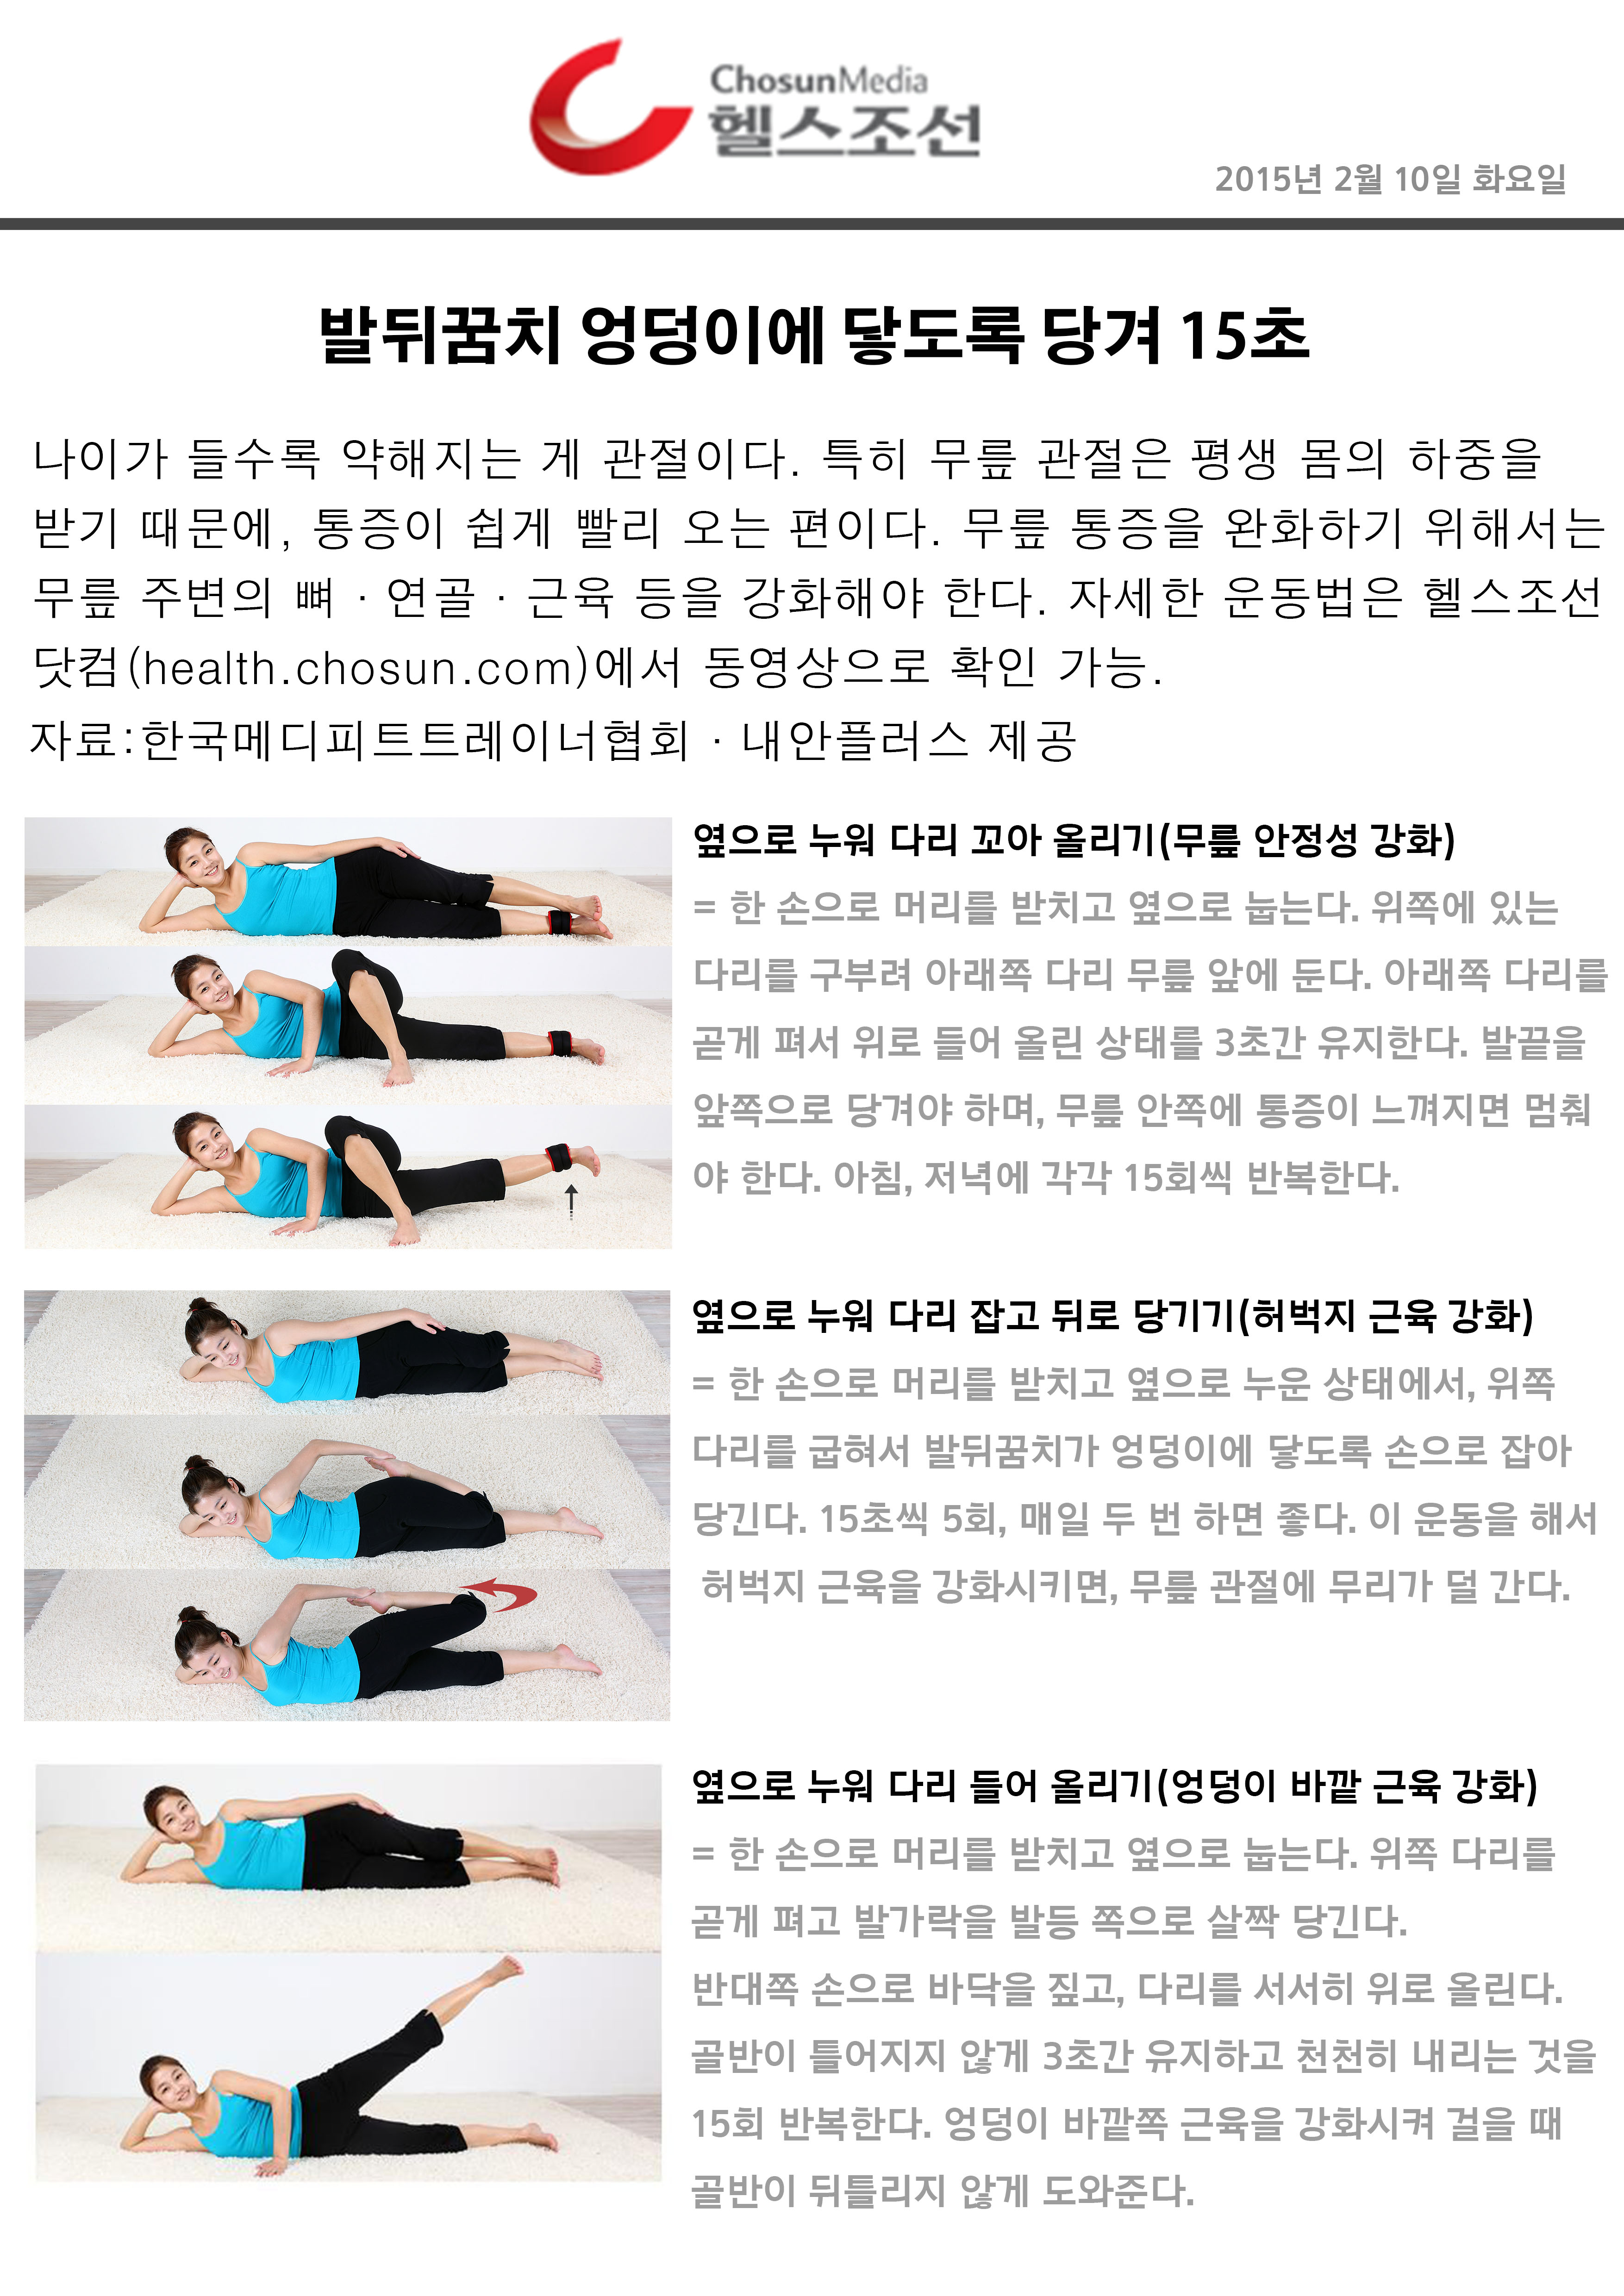 ChosunMedia
헬스조선
2015년 2월 10일 화요일
발뒤꿈치 엉덩이에 닿도록 당겨 15초
나이가 들수록 약해지는 게 관절이다. 특히 무릎 관절은 평생 몸의 하중을
받기 때문에, 통증이 쉽게 빨리 오는 편이다. 무릎 통증을 완화하기 위해서는
무릎 주변의 뼈 · 연골 · 근육 등을 강화해야 한다. 자세한 운동법은 헬스조선
닷컴(health.chosun.com)에서 동영상으로 확인 가능.
자료:한국메디피트트레이너협회 · 내안플러스 제공
옆으로 누워 다리 꼬아 올리기(무릎 안정성 강화)
= 한 손으로 머리를 받치고 옆으로 눕는다. 위쪽에 있는
다리를 구부려 아래쪽 다리 무릎 앞에 둔다. 아래쪽 다리를
곧게 펴서 위로 들어 올린 상태를 3초간 유지한다. 발끝을
앞쪽으로 당겨야 하며, 무릎 안쪽에 통증이 느껴지면 멈춰
야 한다. 아침, 저녁에 각각 15회씩 반복한다.
옆으로 누워 다리 잡고 뒤로 당기기(허벅지 근육 강화)
= 한 손으로 머리를 받치고 옆으로 누운 상태에서, 위쪽
다리를 굽혀서 발뒤꿈치가 엉덩이에 닿도록 손으로 잡아
당긴다. 15초씩 5회, 매일 두 번 하면 좋다. 이 운동을 해서
허벅지 근육을 강화시키면, 무릎 관절에 무리가 덜 간다.
옆으로 누워 다리 들어 올리기(엉덩이 바깥 근육 강화)
= 한 손으로 머리를 받치고 옆으로 눕는다. 위쪽 다리를
곧게 펴고 발가락을 발등 쪽으로 살짝 당긴다.
반대쪽 손으로 바닥을 짚고, 다리를 서서히 위로 올린다.
골반이 틀어지지 않게 3초간 유지하고 천천히 내리는 것을
15회 반복한다. 엉덩이 바깥쪽 근육을 강화시켜 걸을 때
골반이 뒤틀리지 않게 도와준다.